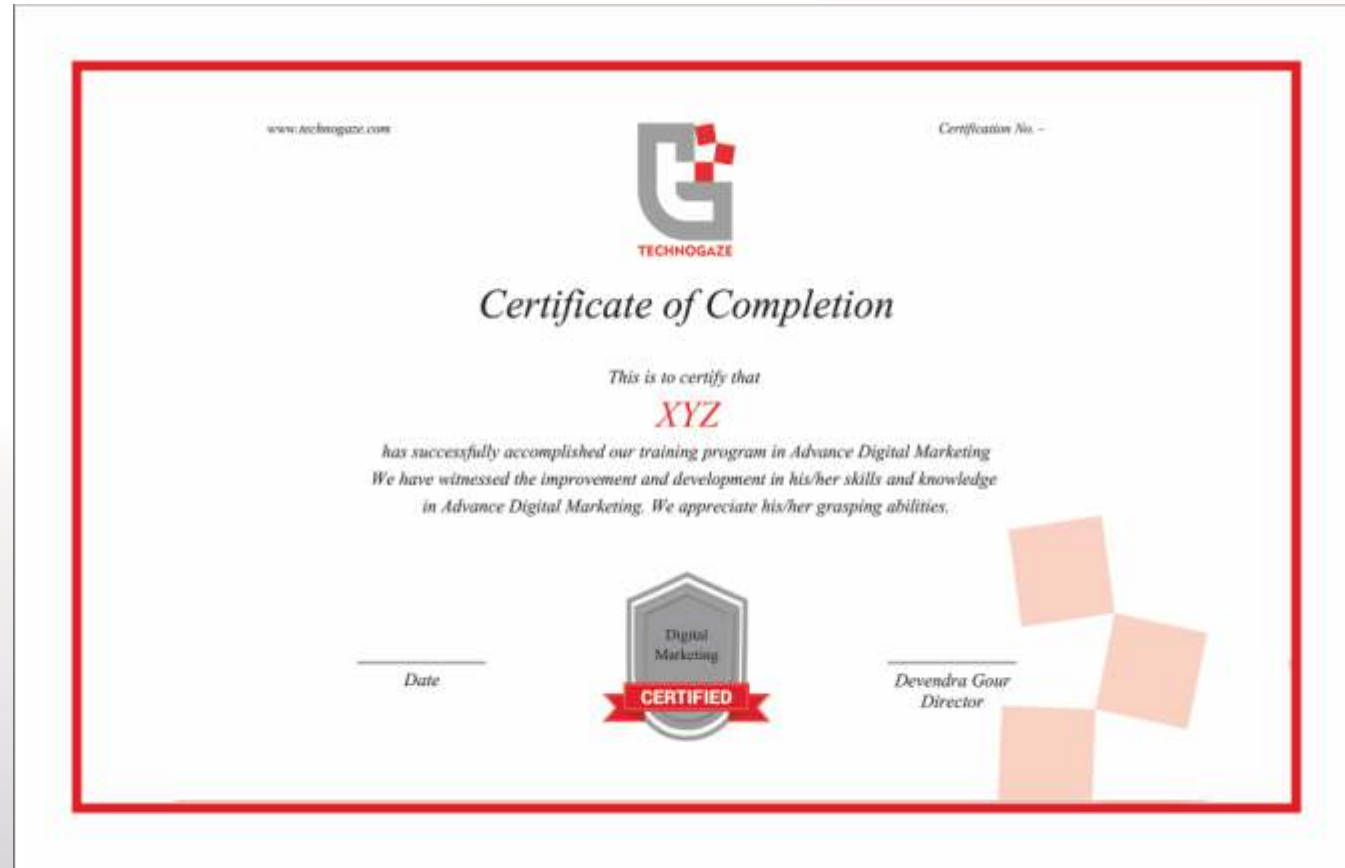 www.technogaze.com
Certification No. -
TECHNOGAZE
Certificate of Completion
This is to certify that
XYZ
has successfully accomplished our training program in Advance Digital Marketing
We have witnessed the improvement and development in his/her skills and knowledge
in Advance Digital Marketing. We appreciate his/her grasping abilities.
Digital
Marketing
CERTIFIED
Date
Devendra Gour
Director